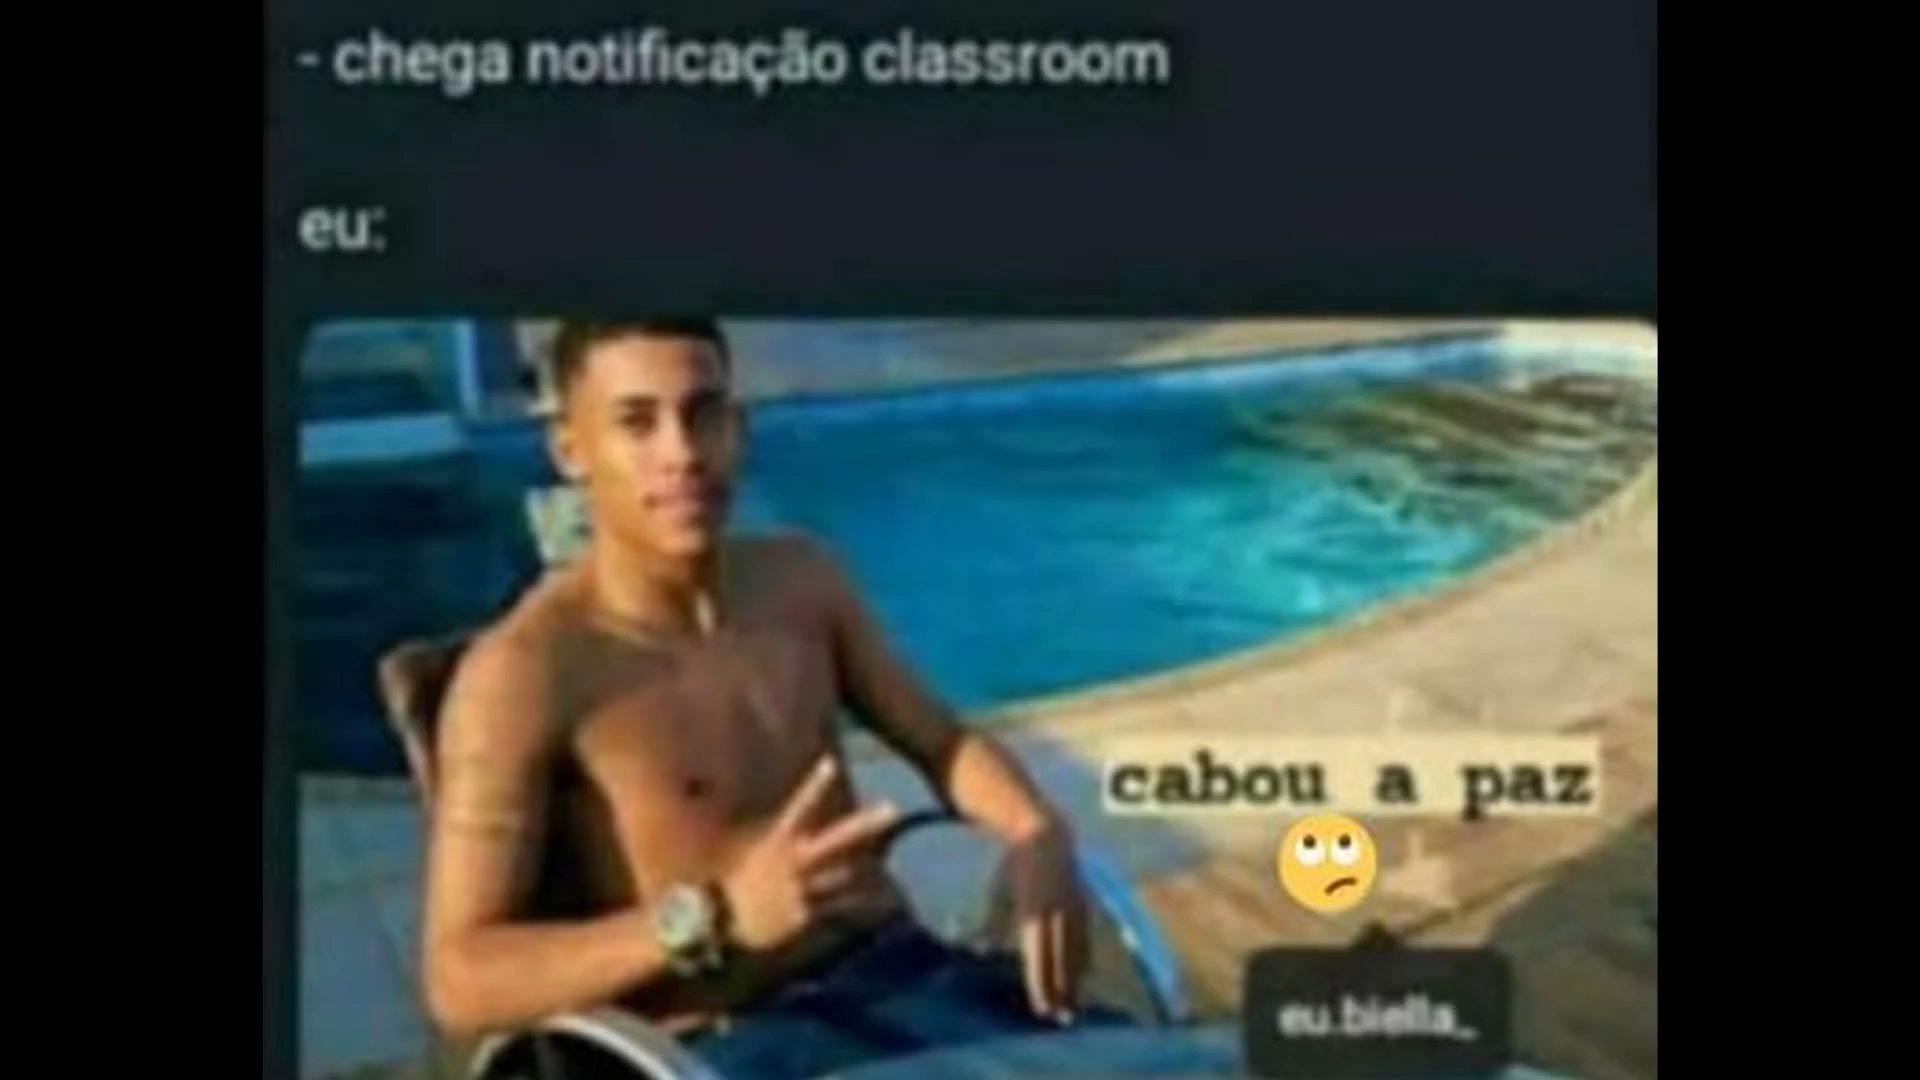 - chega notificação classroom
eu:
cabou a paz
🙄
eu.biella_